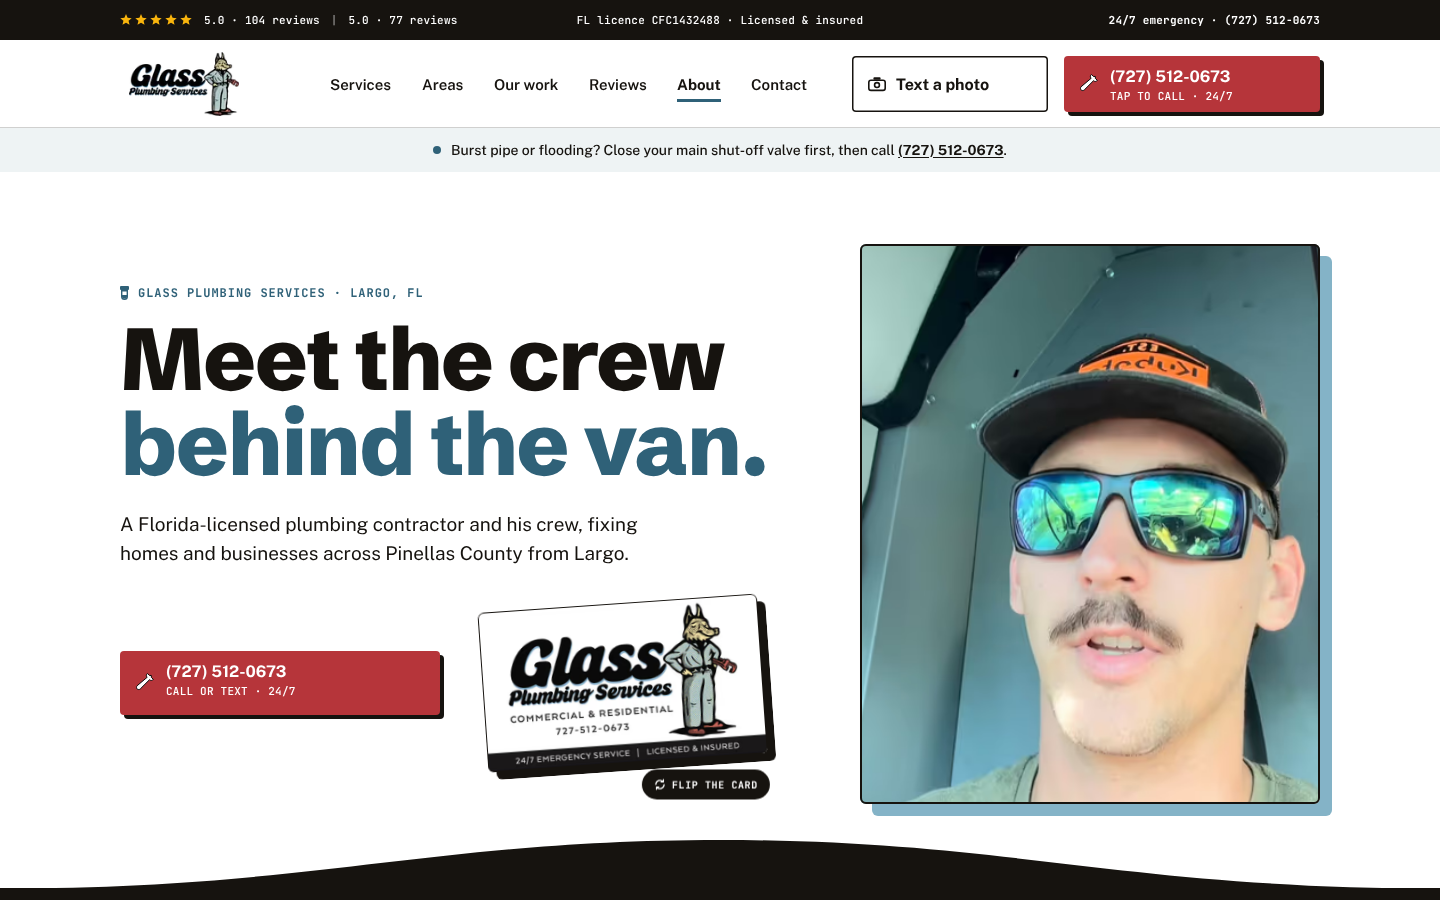 5.0 · 104 reviews | 5.0 · 77 reviews
FL licence CFC1432488 · Licensed & insured
24/7 emergency · (727) 512-0673
Glass
Plumbing Services
Services
Areas
Our work
Reviews
About
Contact
Text a photo
(727) 512-0673
TAP TO CALL · 24/7
Burst pipe or flooding? Close your main shut-off valve first, then call (727) 512-0673.
GLASS PLUMBING SERVICES · LARGO, FL
Meet the crew
behind the van.
A Florida-licensed plumbing contractor and his crew, fixing
homes and businesses across Pinellas County from Largo.
(727) 512-0673
CALL OR TEXT · 24/7
Glass
Plumbing Services
COMMERCIAL & RESIDENTIAL
727-512-0673
24/7 EMERGENCY SERVICE | LICENSED & INSURED
FLIP THE CARD
EST.
Kubota